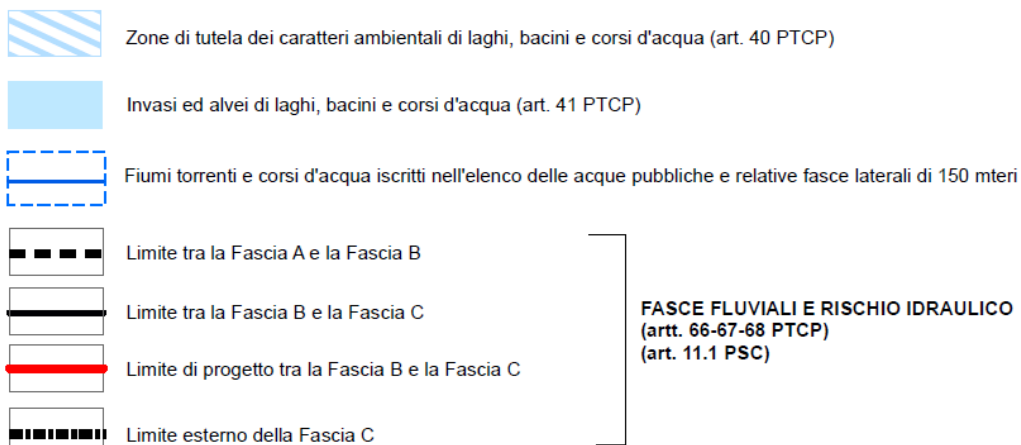 Zone di tutela dei caratteri ambientali di laghi, bacini e corsi d'acqua (art. 40 PTCP)
Invasi ed alvei di laghi, bacini e corsi d'acqua (art. 41 PTCP)
Fiumi torrenti e corsi d'acqua iscritti nell'elenco delle acque pubbliche e relative fasce laterali di 150 mteri
Limite tra la Fascia A e la Fascia B
Limite tra la Fascia B e la Fascia C
Limite di progetto tra la Fascia B e la Fascia C
Limite esterno della Fascia C
FASCE FLUVIALI E RISCHIO IDRAULICO
(artt. 66-67-68 PTCP)
(art. 11.1 PSC)